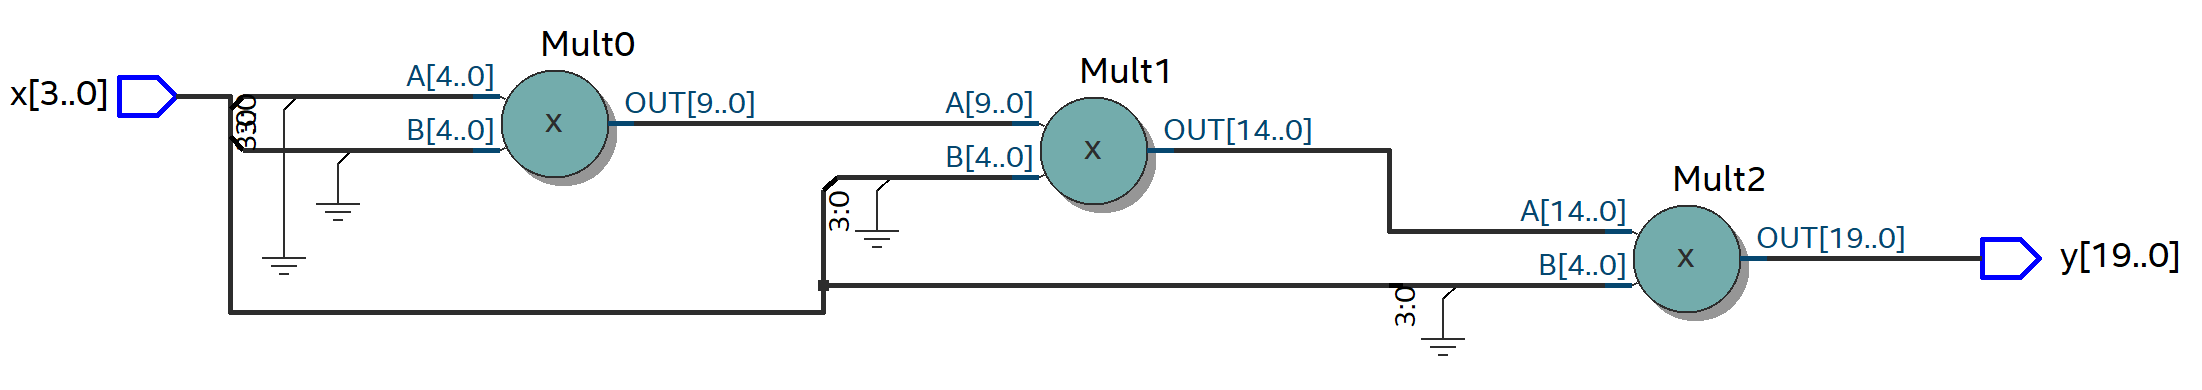 x[3..0]
3:0
3:0
A[4..0]
B[4..0]
Mult0
x
OUT[9..0]
A[9..0]
B[4..0]
3:0
Mult1
x
OUT[14..0]
A[14..0]
B[4..0]
3:0
Mult2
x
OUT[19..0]
y[19..0]